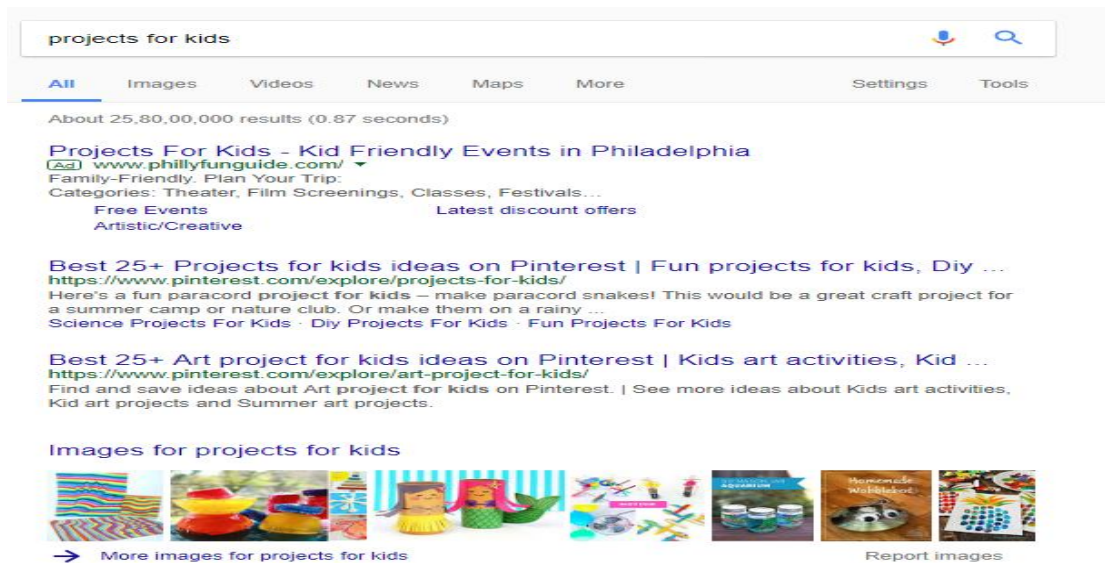 projects for kids
All Images Videos News Maps More Settings Tools
About 25,80,00,000 results (0.87 seconds)
Projects For Kids - Kid Friendly Events in Philadelphia
Ad www.phillyfunguide.com/
Family-Friendly. Plan Your Trip:
Categories: Theater, Film Screenings, Classes, Festivals...
Free Events Latest discount offers
Artistic/Creative
Best 25+ Projects for kids ideas on Pinterest | Fun projects for kids, Diy ...
https://www.pinterest.com/explore/projects-for-kids/
Here's a fun paracord project for kids – make paracord snakes! This would be a great craft project for
a summer camp or nature club. Or make them on a rainy ...
Science Projects For Kids · Diy Projects For Kids · Fun Projects For Kids
Best 25+ Art project for kids ideas on Pinterest | Kids art activities, Kid ...
https://www.pinterest.com/explore/art-project-for-kids/
Find and save ideas about Art project for kids on Pinterest. | See more ideas about Kids art activities,
Kid art projects and Summer art projects.
Images for projects for kids
AQUARIUM
Homemade
Wobblebot
More images for projects for kids Report images